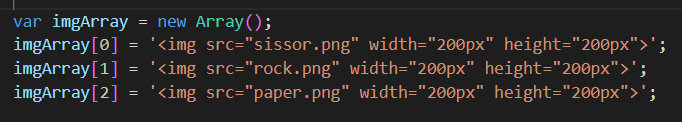 var imgArray = new Array();
imgArray[0] = '<img src="sissor.png" width="200px" height="200px">';
imgArray[1] = '<img src="rock.png" width="200px" height="200px">';
imgArray[2] = '<img src="paper.png" width="200px" height="200px">';